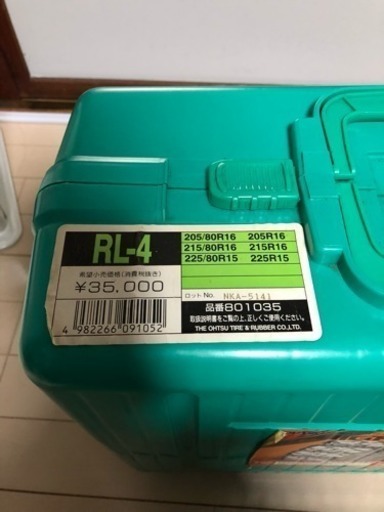 RL-4
205/80R16 205R16
215/80R16 215R16
225/80R15 225R15
希望小売価格(消費税抜き)
¥35,000
ロットNo. NKA-5141
品番801035
取扱説明書をご覧の上、正しくご使用ください。
THE OHTSU TIRE & RUBBER CO.,LTD.
4 982266 091052